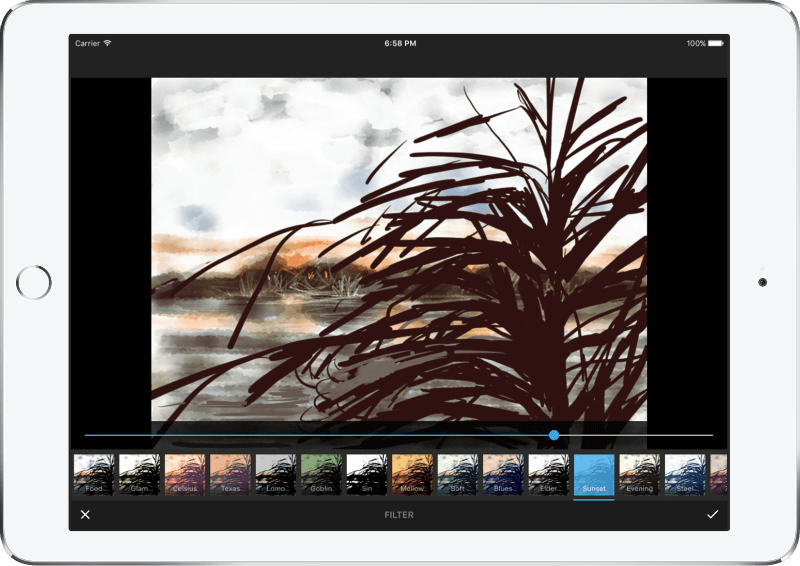 Carrier
6:58 PM
100%
Food
Glam
Celsius
Texas
Lomo
Goblin
Sin
Mellow
Soft
Blues
Elder
Sunset
Evening
Steel
FILTER